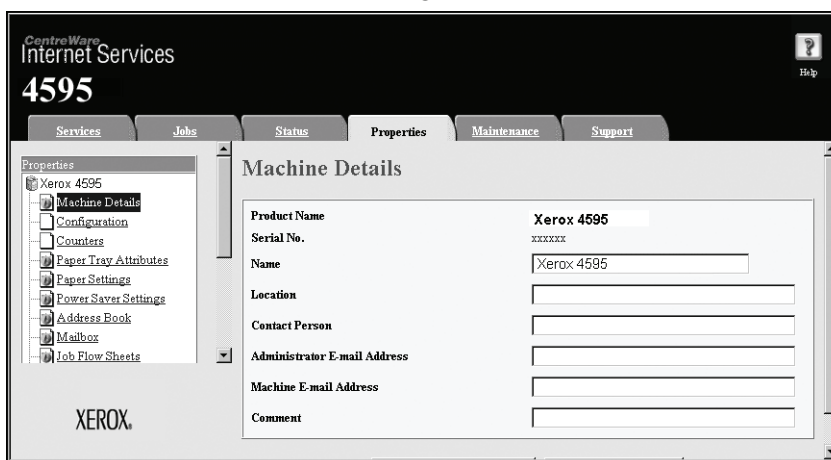 CentreWare
Internet Services
4595
Help
Services Jobs Status Properties Maintenance Support
Properties
Xerox 4595
Machine Details
Configuration
Counters
Paper Tray Attributes
Paper Settings
Power Saver Settings
Address Book
Mailbox
Job Flow Sheets
XEROX®
Machine Details
Product Name Xerox 4595
Serial No. xxxxxx
Name Xerox 4595
Location
Contact Person
Administrator E-mail Address
Machine E-mail Address
Comment